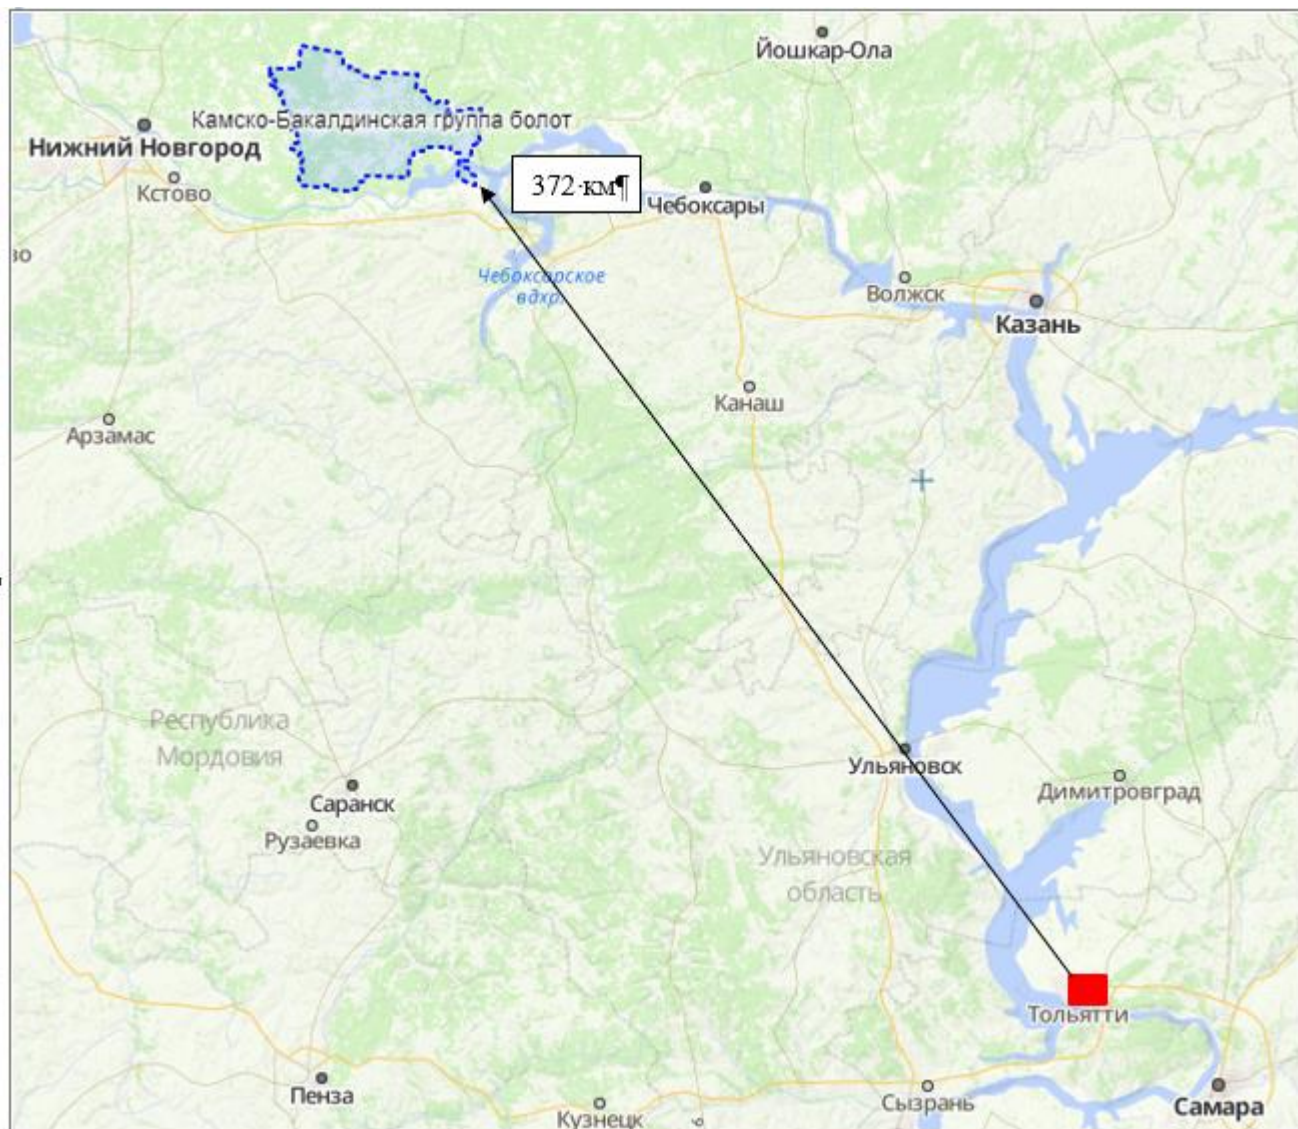 Йошкар-Ола
Камско-Бакалдинская группа болот
Нижний Новгород
Кстово
372·км¶
Чебоксары
зо
Чебоксарское
вдхр.
Волжск
Казань
Канаш
Арзамас
Республика
Мордовия
Ульяновск
Саранск
Димитровград
Рузаевка
Ульяновская
область
Тольятти
Пенза
Сызрань
Самара
Кузнецк